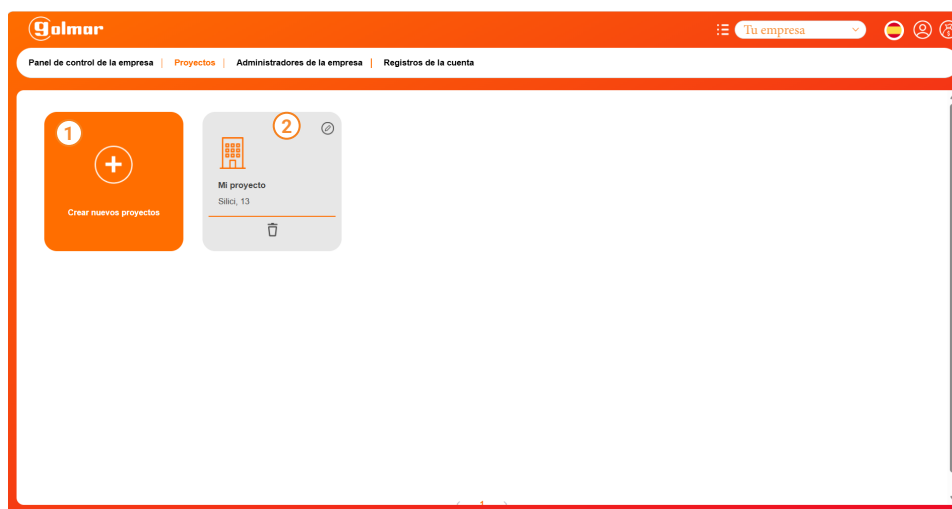 golmar
Tu empresa
Panel de control de la empresa | Proyectos | Administradores de la empresa | Registros de la cuenta
1
2
Crear nuevos proyectos
Mi proyecto
Silici, 13
1